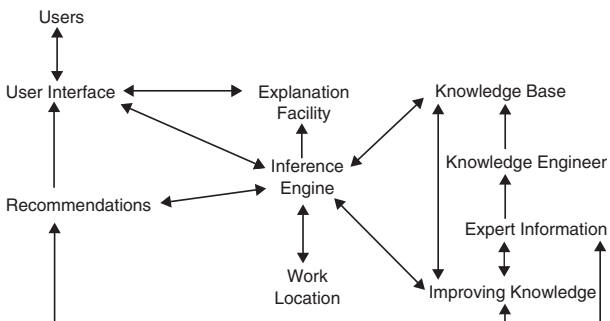 Users
User Interface
Explanation
Facility
Knowledge Base
Inference
Engine
Knowledge Engineer
Recommendations
Expert Information
Work
Location
Improving Knowledge